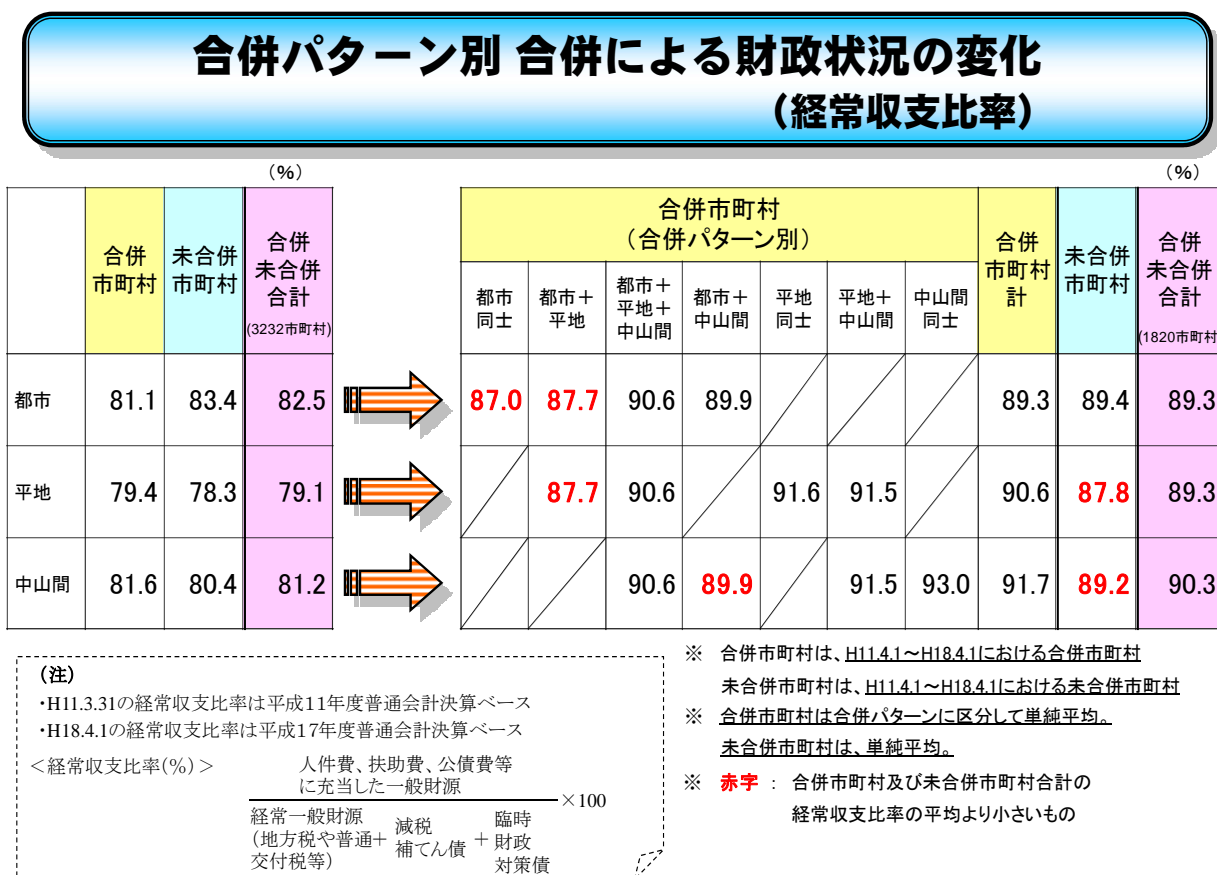 合併パターン別 合併による財政状況の変化
（経常収支比率）
（％）
合併
市町村
未合併
市町村
合併
未合併
合計
(3232市町村)
都市 81.1 83.4 82.5
平地 79.4 78.3 79.1
中山間 81.6 80.4 81.2
（％）
合併市町村
（合併パターン別）
都市
同士
都市＋
平地
都市＋
平地＋
中山間
都市＋
中山間
平地
同士
平地＋
中山間
中山間
同士
合併
市町村
計
未合併
市町村
合併
未合併
合計
(1820市町村
87.0 87.7 90.6 89.9 89.3 89.4 89.3
87.7 90.6 91.6 91.5 90.6 87.8 89.3
90.6 89.9 91.5 93.0 91.7 89.2 90.3
（注）
・H11.3.31の経常収支比率は平成11年度普通会計決算ベース
・H18.4.1の経常収支比率は平成17年度普通会計決算ベース
＜経常収支比率(%)＞
人件費、扶助費、公債費等
に充当した一般財源
×100
経常一般財源
（地方税や普通＋
交付税等）
減税
補てん債
＋
臨時
財政
対策債
※ 合併市町村は、H11.4.1～H18.4.1における合併市町村
未合併市町村は、H11.4.1～H18.4.1における未合併市町村
※ 合併市町村は合併パターンに区分して単純平均。
未合併市町村は、単純平均。
※ 赤字 ： 合併市町村及び未合併市町村合計の
経常収支比率の平均より小さいもの